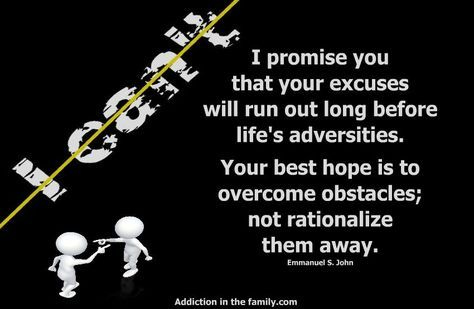 I promise you
that your excuses
will run out long before
life's adversities.
Your best hope is to
overcome obstacles;
not rationalize
them away.
Emmanuel S. John
Addiction in the family.com